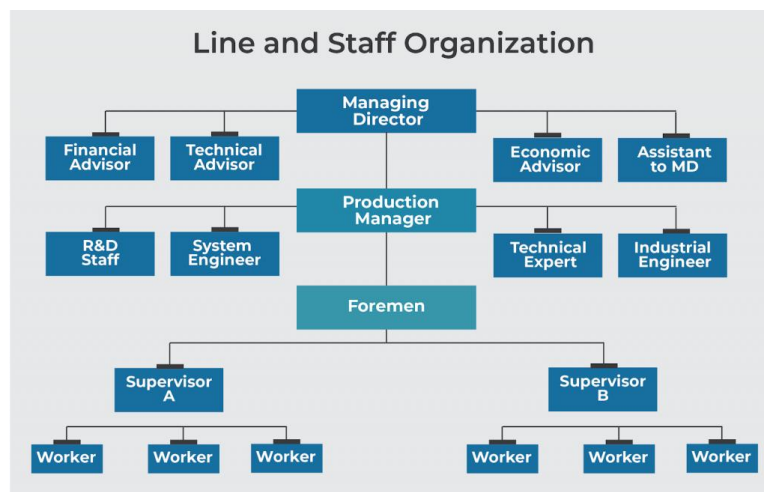 Line and Staff Organization
Managing
Director
Financial
Advisor
Technical
Advisor
Economic
Advisor
Assistant
to MD
Production
Manager
R&D
Staff
System
Engineer
Technical
Expert
Industrial
Engineer
Foremen
Supervisor
A
Supervisor
B
Worker
Worker
Worker
Worker
Worker
Worker